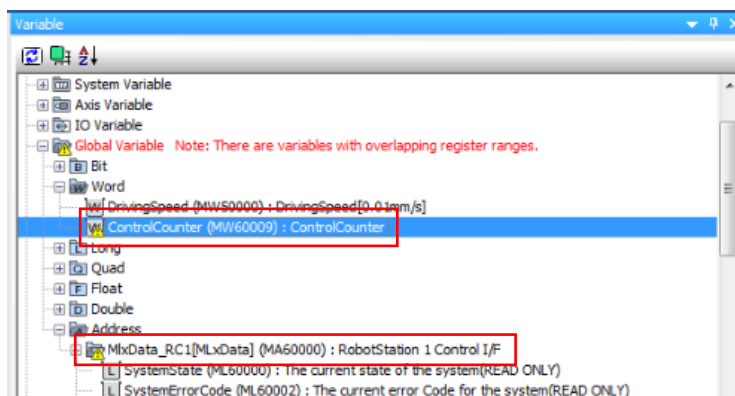 Variable
System Variable
Axis Variable
IO Variable
Global Variable Note: There are variables with overlapping register ranges.
B Bit
W Word
W DrivingSpeed (MW50000) : DrivingSpeed[0.01mm/s]
W ControlCounter (MW60009) : ControlCounter
L Long
Q Quad
F Float
D Double
Address
MlxData_RC1[MLxData] (MA60000) : RobotStation 1 Control I/F
L SystemState (ML60000) : The current state of the system(READ ONLY)
L SystemErrorCode (ML60002) : The current error Code for the system(READ ONLY)